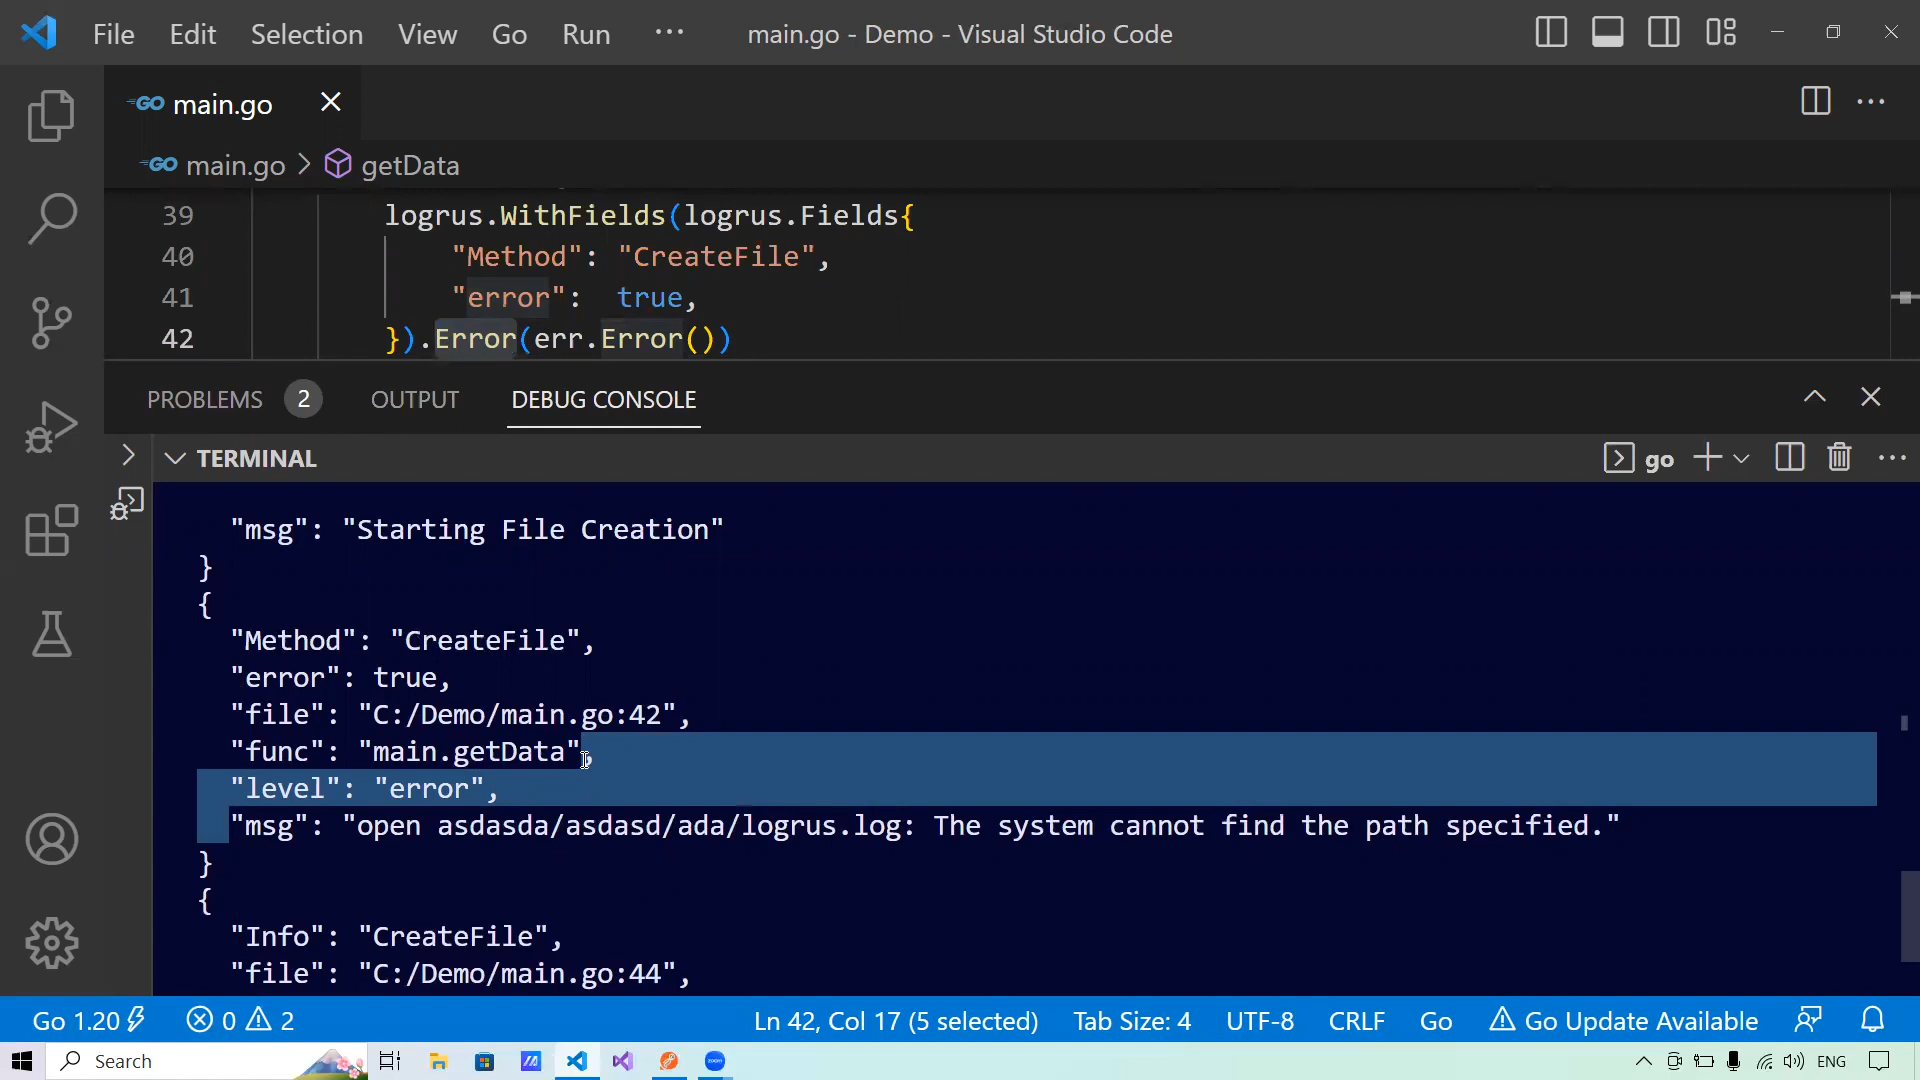 File Edit Selection View Go Run ··· main.go - Demo - Visual Studio Code
GO main.go
GO main.go > getData
39 logrus.WithFields(logrus.Fields{
40 "Method": "CreateFile",
41 "error": true,
42 }).Error(err.Error())
PROBLEMS 2 OUTPUT DEBUG CONSOLE
TERMINAL go
"msg": "Starting File Creation"
}
{
"Method": "CreateFile",
"error": true,
"file": "C:/Demo/main.go:42",
"func": "main.getData",
"level": "error",
"msg": "open asdasda/asdasd/ada/logrus.log: The system cannot find the path specified."
}
{
"Info": "CreateFile",
"file": "C:/Demo/main.go:44",
Go 1.20 0 2 Ln 42, Col 17 (5 selected) Tab Size: 4 UTF-8 CRLF Go Go Update Available
Search zoom ENG